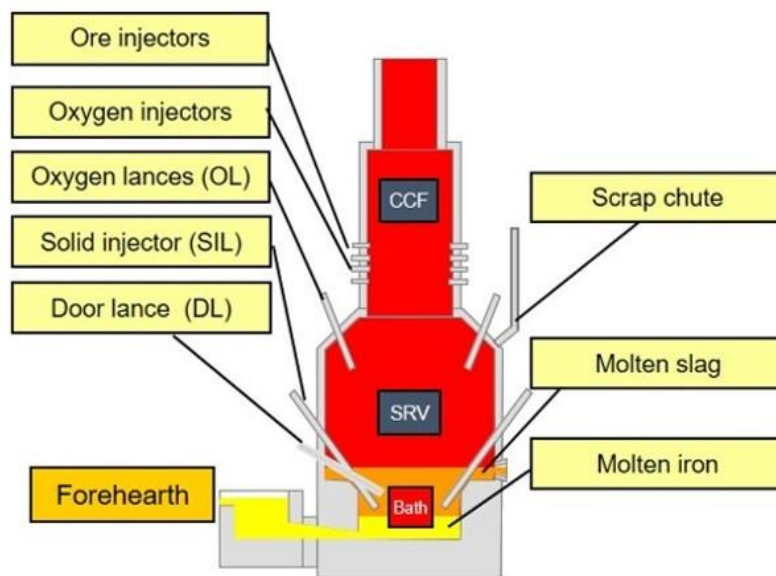 Ore injectors
Oxygen injectors
Oxygen lances (OL)
Solid injector (SIL)
Door lance (DL)
Forehearth
CCF
SRV
Bath
Scrap chute
Molten slag
Molten iron